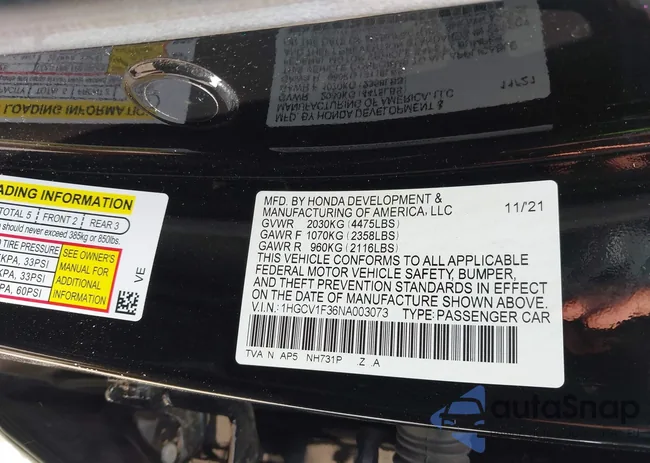 ADING INFORMATION
TOTAL 5 FRONT 2 REAR 3
never exceed 385kg or 850lbs.
TIRE PRESSURE
KPA, 33PSI
KPA, 33PSI
PA, 60PSI
SEE OWNER'S
MANUAL FOR
ADDITIONAL
INFORMATION
VE
MFD. BY HONDA DEVELOPMENT &
MANUFACTURING OF AMERICA, LLC 11/'21
GVWR 2030KG (4475LBS)
GAWR F 1070KG (2358LBS)
GAWR R 960KG (2116LBS)
THIS VEHICLE CONFORMS TO ALL APPLICABLE
FEDERAL MOTOR VEHICLE SAFETY, BUMPER,
AND THEFT PREVENTION STANDARDS IN EFFECT
ON THE DATE OF MANUFACTURE SHOWN ABOVE.
V.I.N.: 1HGCV1F36NA003073 TYPE: PASSENGER CAR
TVA N AP5 NH731P Z A
autoSnap